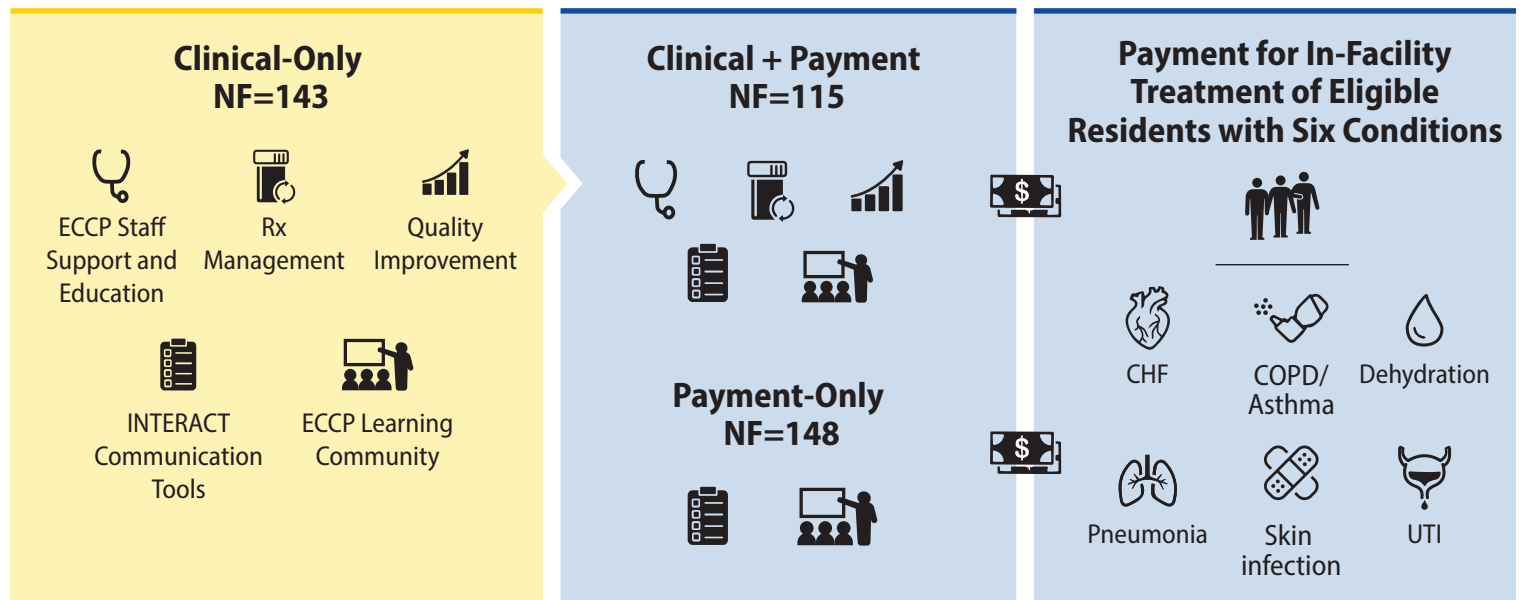 Clinical-Only
NF=143
ECCP Staff
Support and
Education
Rx
Management
Quality
Improvement
INTERACT
Communication
Tools
ECCP Learning
Community
Clinical + Payment
NF=115
$
Payment-Only
NF=148
$
Payment for In-Facility
Treatment of Eligible
Residents with Six Conditions
CHF
COPD/
Asthma
Dehydration
Pneumonia
Skin
infection
UTI